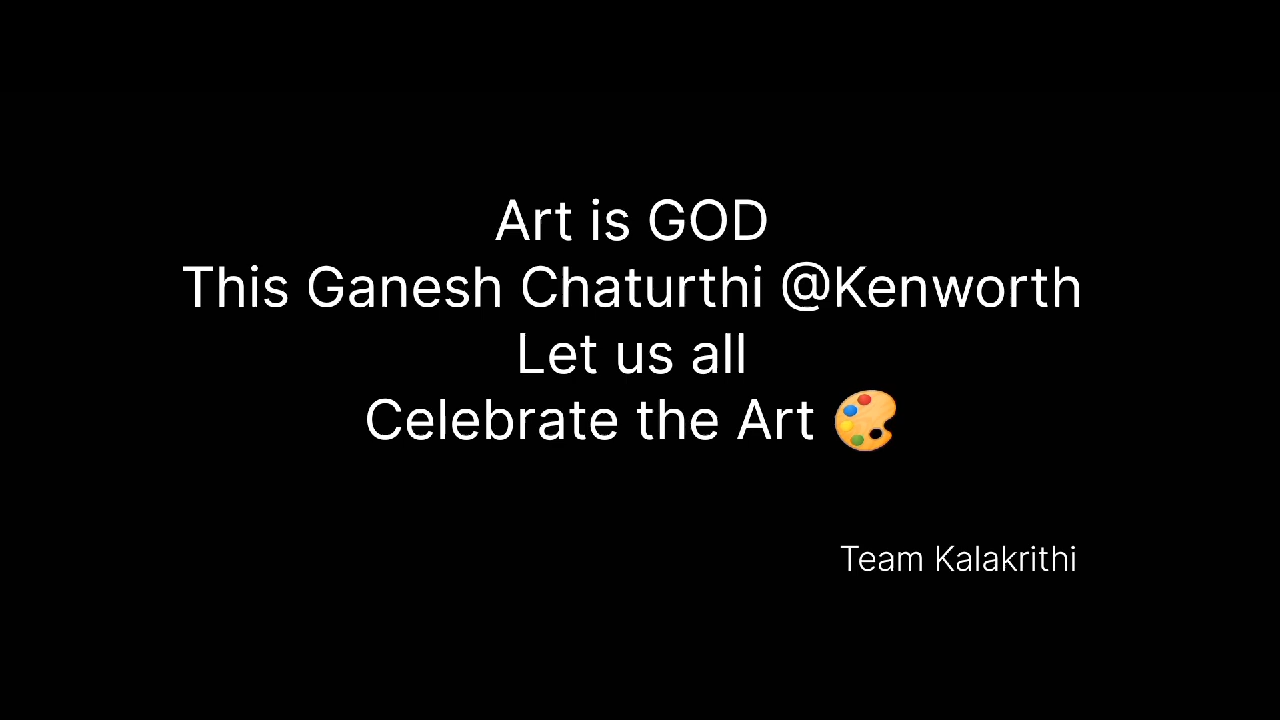 Art is GOD
This Ganesh Chaturthi @Kenworth
Let us all
Celebrate the Art 🎨
Team Kalakrithi